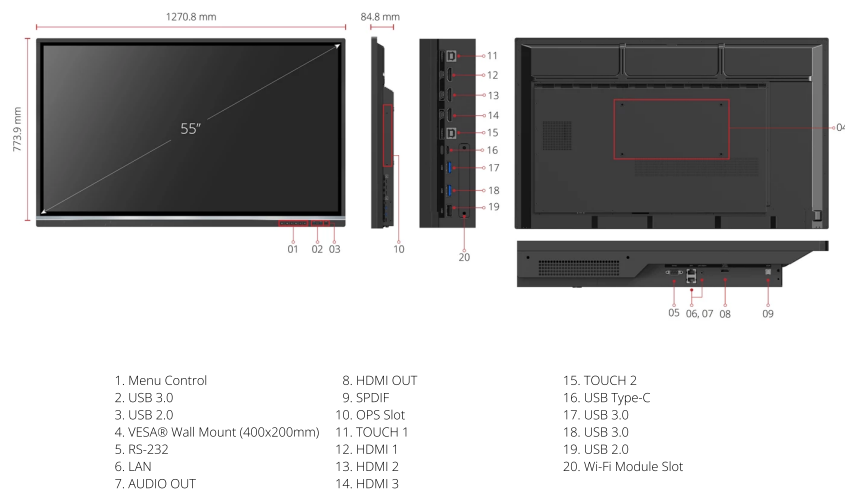 1270.8 mm
84.8 mm
773.9 mm
55”
01 02 03
10
11
12
13
14
15
16
17
18
19
20
04
05 06, 07 08 09
1. Menu Control
2. USB 3.0
3. USB 2.0
4. VESA® Wall Mount (400x200mm)
5. RS-232
6. LAN
7. AUDIO OUT
8. HDMI OUT
9. SPDIF
10. OPS Slot
11. TOUCH 1
12. HDMI 1
13. HDMI 2
14. HDMI 3
15. TOUCH 2
16. USB Type-C
17. USB 3.0
18. USB 3.0
19. USB 2.0
20. Wi-Fi Module Slot